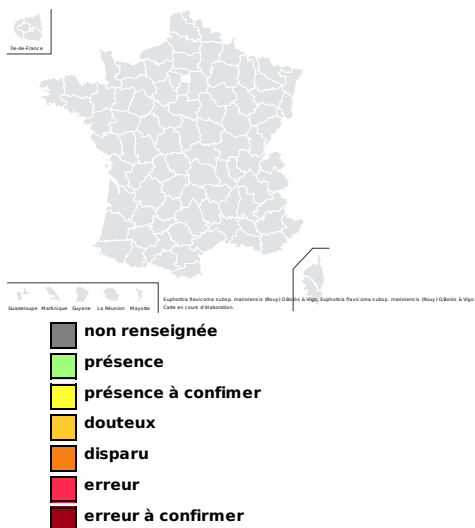 Île-de-France
Guadeloupe Martinique Guyane La Réunion Mayotte
Euphorbia flavicoma subsp. mariolensis (Rouy) O.Bolòs & Vigo, Euphorbia flavicoma subsp. mariolensis (Rouy) O.Bolòs & Vigo
Carte en cours d'élaboration.
non renseignée
présence
présence à confimer
douteux
disparu
erreur
erreur à confirmer